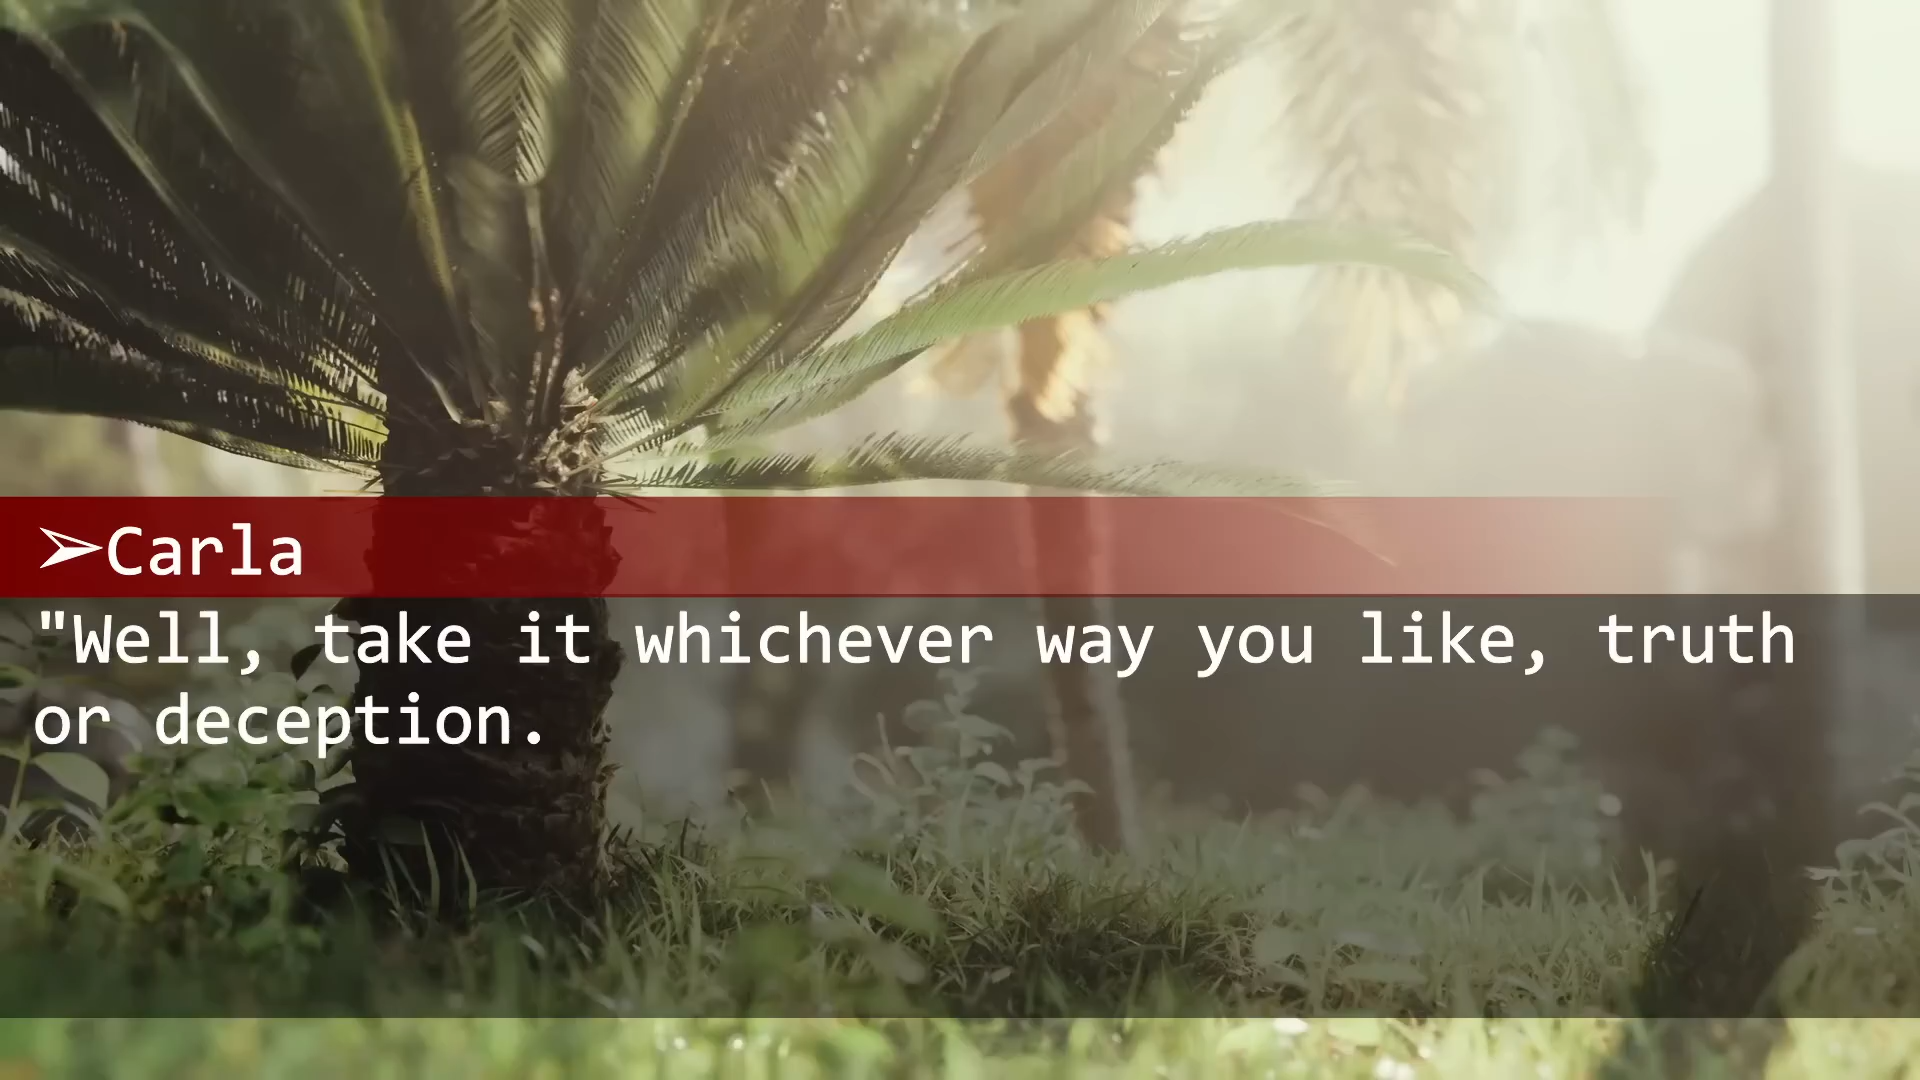 ➢Carla
"Well, take it whichever way you like, truth
or deception.